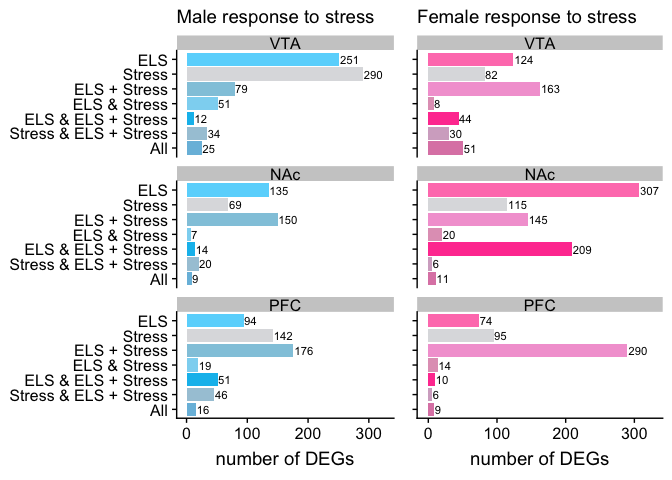 Male response to stress
VTA
ELS 251
Stress 290
ELS + Stress 79
ELS & Stress 51
ELS & ELS + Stress 12
Stress & ELS + Stress 34
All 25
NAc
ELS 135
Stress 69
ELS + Stress 150
ELS & Stress 7
ELS & ELS + Stress 14
Stress & ELS + Stress 20
All 9
PFC
ELS 94
Stress 142
ELS + Stress 176
ELS & Stress 19
ELS & ELS + Stress 51
Stress & ELS + Stress 46
All 16
0 100 200 300
number of DEGs
Female response to stress
VTA
124
82
163
8
44
30
51
NAc
307
115
145
20
209
6
11
PFC
74
95
290
14
10
6
9
0 100 200 300
number of DEGs